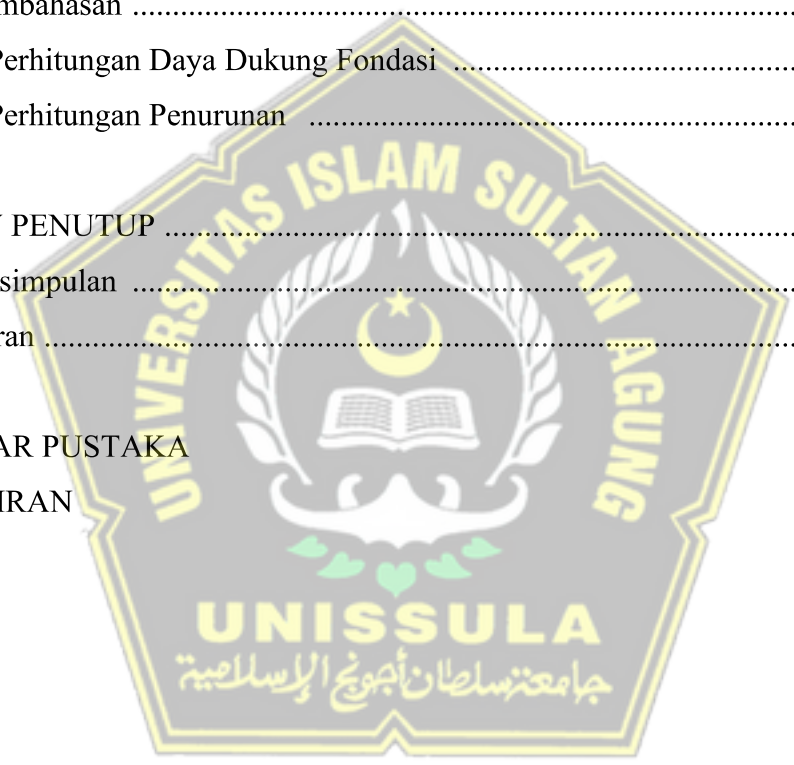 mbahasan ........................................................................................
Perhitungan Daya Dukung Fondasi ..............................................
Perhitungan Penurunan ................................................................
PENUTUP ..................................................................................
simpulan ......................................................................................
ran ................................................................................................
AR PUSTAKA
IRAN
UNIVERSITAS ISLAM SULTAN AGUNG
UNISSULA
جامعة سلطان أجونج الإسلامية